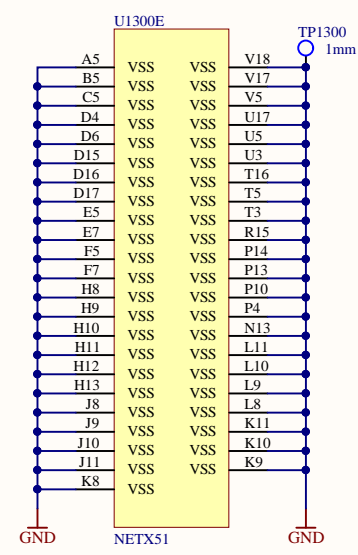 U1300E
TP1300
1mm
A5 VSS VSS V18
B5 VSS VSS V17
C5 VSS VSS V5
D4 VSS VSS U17
D6 VSS VSS U5
D15 VSS VSS U3
D16 VSS VSS T16
D17 VSS VSS T5
E5 VSS VSS T3
E7 VSS VSS R15
F5 VSS VSS P14
F7 VSS VSS P13
H8 VSS VSS P10
H9 VSS VSS P4
H10 VSS VSS N13
H11 VSS VSS L11
H12 VSS VSS L10
H13 VSS VSS L9
J8 VSS VSS L8
J9 VSS VSS K11
J10 VSS VSS K10
J11 VSS VSS K9
K8 VSS
GND NETX51 GND